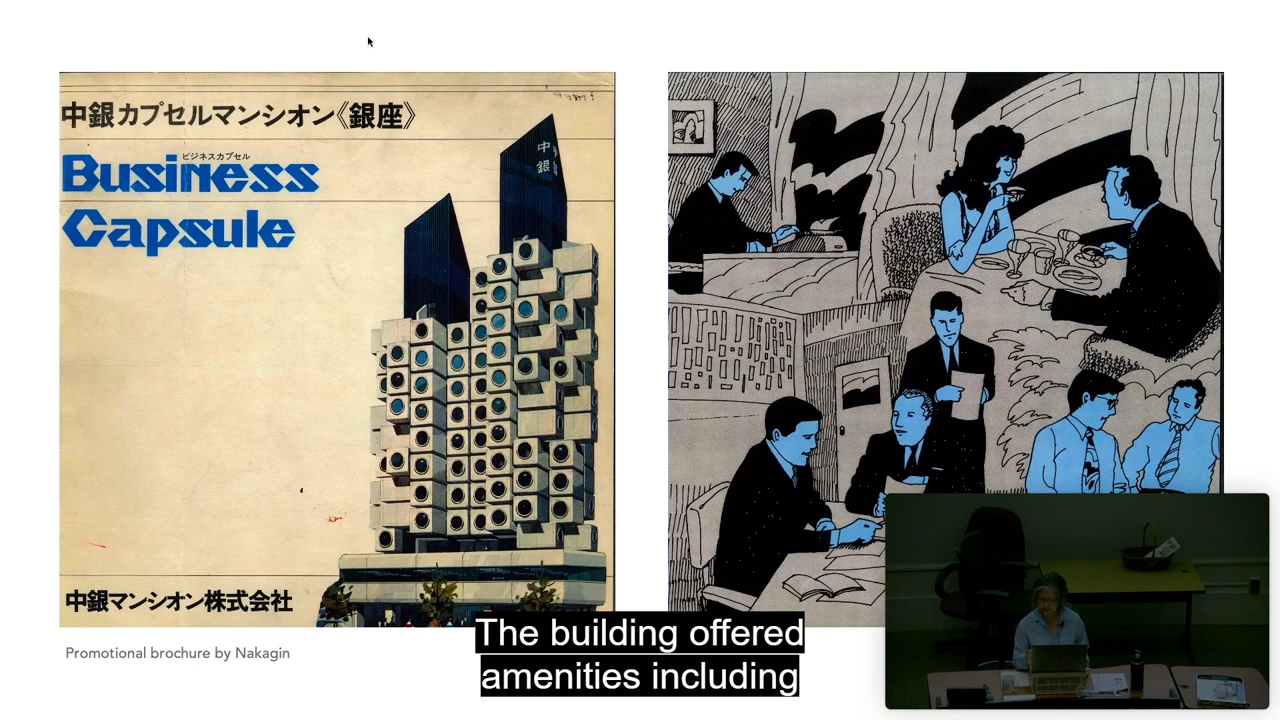 中銀カプセルマンション《銀座》
ビジネスカプセル
Business
Capsule
中
銀
中銀マンシオン株式会社
Promotional brochure by Nakagin
The building offered
amenities including